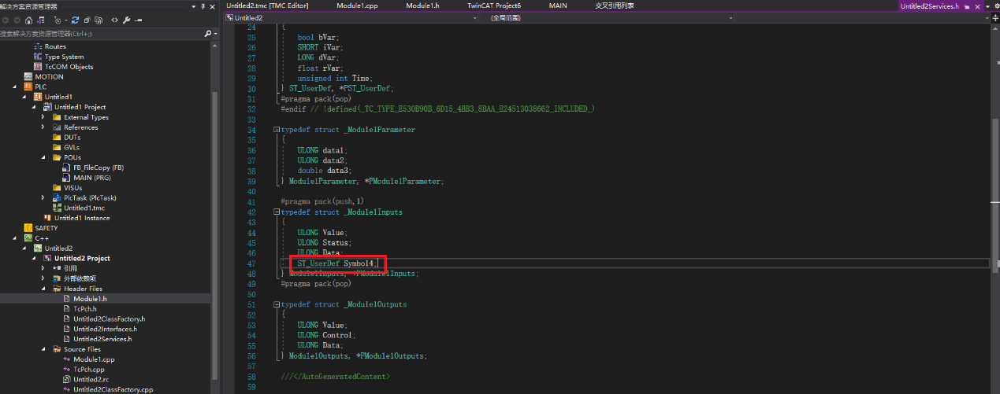 解决方案资源管理器
搜索解决方案资源管理器(Ctrl+;)
Routes
Type System
TcCOM Objects
MOTION
PLC
Untitled1
Untitled1 Project
External Types
References
DUTs
GVLs
POUs
FB_FileCopy (FB)
MAIN (PRG)
VISUs
PlcTask (PlcTask)
Untitled1.tmc
Untitled1 Instance
SAFETY
C++
Untitled2
Untitled2 Project
引用
外部依赖项
Header Files
Module1.h
TcPch.h
Untitled2ClassFactory.h
Untitled2Interfaces.h
Untitled2Services.h
Source Files
Module1.cpp
TcPch.cpp
Untitled2.rc
Untitled2ClassFactory.cpp
Untitled2.tmc [TMC Editor] Module1.cpp Module1.h TwinCAT Project6 MAIN 交叉引用列表 Untitled2Services.h
Untitled2 (全局范围)
24 {
25 bool bVar;
26 SHORT iVar;
27 LONG dVar;
28 float rVar;
29 unsigned int Time;
30 } ST_UserDef, *PST_UserDef;
31 #pragma pack(pop)
32 #endif // !defined(_TC_TYPE_E530B90B_6D15_4BB3_8BAA_E24513038662_INCLUDED_)
33
34 typedef struct _Module1Parameter
35 {
36 ULONG data1;
37 ULONG data2;
38 double data3;
39 } Module1Parameter, *PModule1Parameter;
40
41 #pragma pack(push,1)
42 typedef struct _Module1Inputs
43 {
44 ULONG Value;
45 ULONG Status;
46 ULONG Data;
47 ST_UserDef Symbol4;
48 } Module1Inputs, *PModule1Inputs;
49 #pragma pack(pop)
50
51 typedef struct _Module1Outputs
52 {
53 ULONG Value;
54 ULONG Control;
55 ULONG Data;
56 } Module1Outputs, *PModule1Outputs;
57
58 ///</AutoGeneratedContent>
59